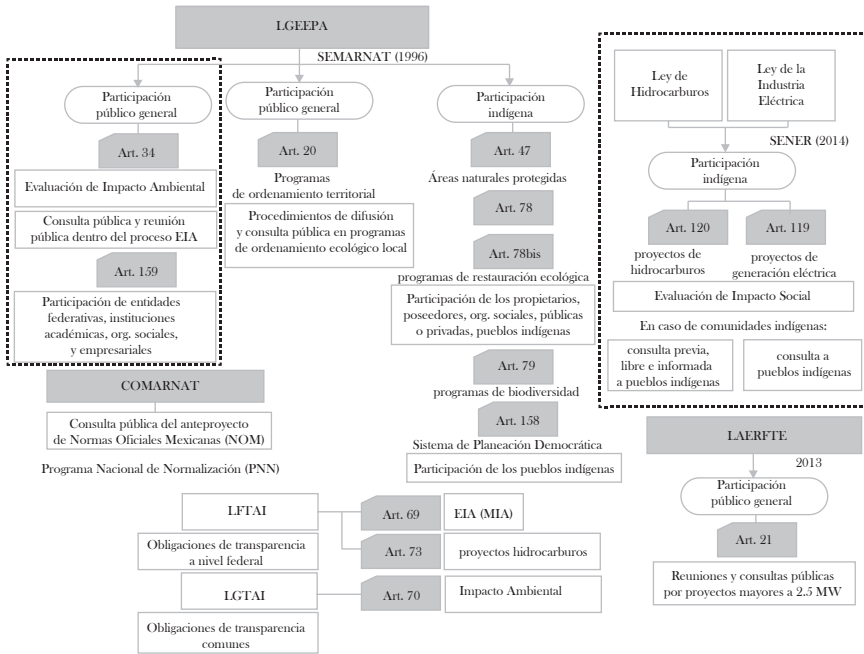 LGEEPA
SEMARNAT (1996)
Participación
público general
Art. 34
Evaluación de Impacto Ambiental
Consulta pública y reunión
pública dentro del proceso EIA
Art. 159
Participación de entidades
federativas, instituciones
académicas, org. sociales,
y empresariales
Participación
público general
Art. 20
Programas
de ordenamiento territorial
Procedimientos de difusión
y consulta pública en programas
de ordenamiento ecológico local
Participación
indígena
Art. 47
Áreas naturales protegidas
Art. 78
Art. 78bis
programas de restauración ecológica
Participación de los propietarios,
poseedores, org. sociales, públicas
o privadas, pueblos indígenas
Art. 79
programas de biodiversidad
Art. 158
Sistema de Planeación Democrática
Participación de los pueblos indígenas
Ley de
Hidrocarburos
Ley de la
Industria
Eléctrica
SENER (2014)
Participación
indígena
Art. 120
proyectos de
hidrocarburos
Art. 119
proyectos de
generación eléctrica
Evaluación de Impacto Social
En caso de comunidades indígenas:
consulta previa,
libre e informada
a pueblos indígenas
consulta a
pueblos indígenas
COMARNAT
Consulta pública del anteproyecto
de Normas Oficiales Mexicanas (NOM)
Programa Nacional de Normalización (PNN)
LAERFTE
2013
Participación
público general
Art. 21
Reuniones y consultas públicas
por proyectos mayores a 2.5 MW
LFTAI
Obligaciones de transparencia
a nivel federal
Art. 69
EIA (MIA)
Art. 73
proyectos hidrocarburos
LGTAI
Obligaciones de transparencia
comunes
Art. 70
Impacto Ambiental